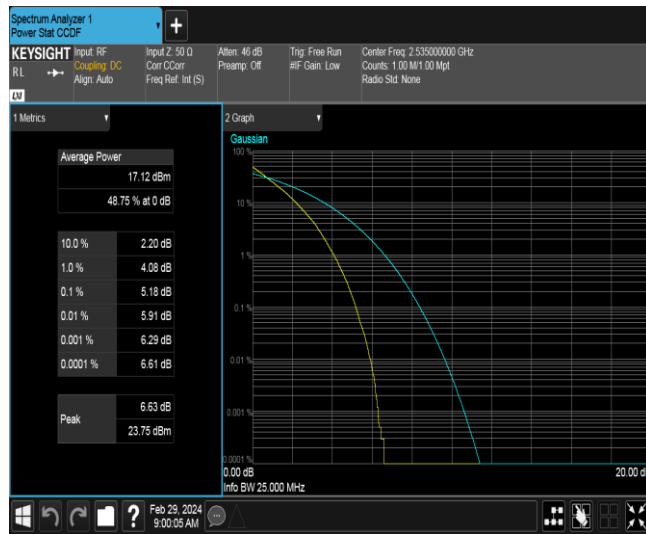 Spectrum Analyzer 1
Power Stat CCDF
+
KEYSIGHT
RL
LXI
Input: RF
Coupling: DC
Align: Auto
Input Z: 50 Ω
Corr CCorr
Freq Ref: Int (S)
Atten: 46 dB
Preamp: Off
Trig: Free Run
#IF Gain: Low
Center Freq: 2.535000000 GHz
Counts: 1.00 M/1.00 Mpt
Radio Std: None
1 Metrics
Average Power
17.12 dBm
48.75 % at 0 dB
10.0 % 2.20 dB
1.0 % 4.08 dB
0.1 % 5.18 dB
0.01 % 5.91 dB
0.001 % 6.29 dB
0.0001 % 6.61 dB
Peak
6.63 dB
23.75 dBm
2 Graph
Gaussian
100 %
10 %
1 %
0.1 %
0.01 %
0.001 %
0.0001 %
0.00 dB
20.00 d
Info BW 25.000 MHz
?
Feb 29, 2024
9:00:05 AM